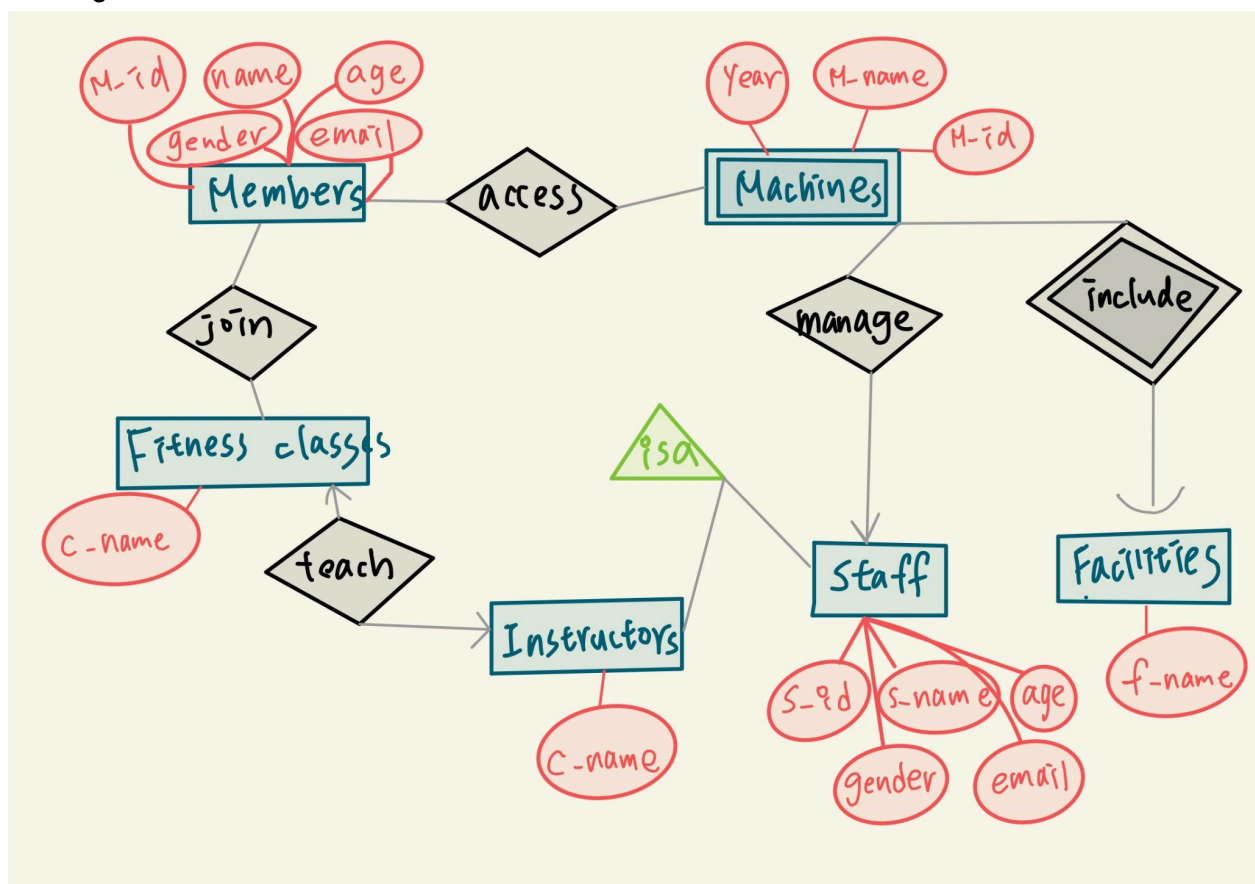 M-id
name
age
gender
email
Members
access
Year
M-name
M-id
Machines
join
manage
include
Fitness classes
C-name
teach
isa
Instructors
C-name
Staff
S-id
S-name
age
gender
email
Facilities
f-name